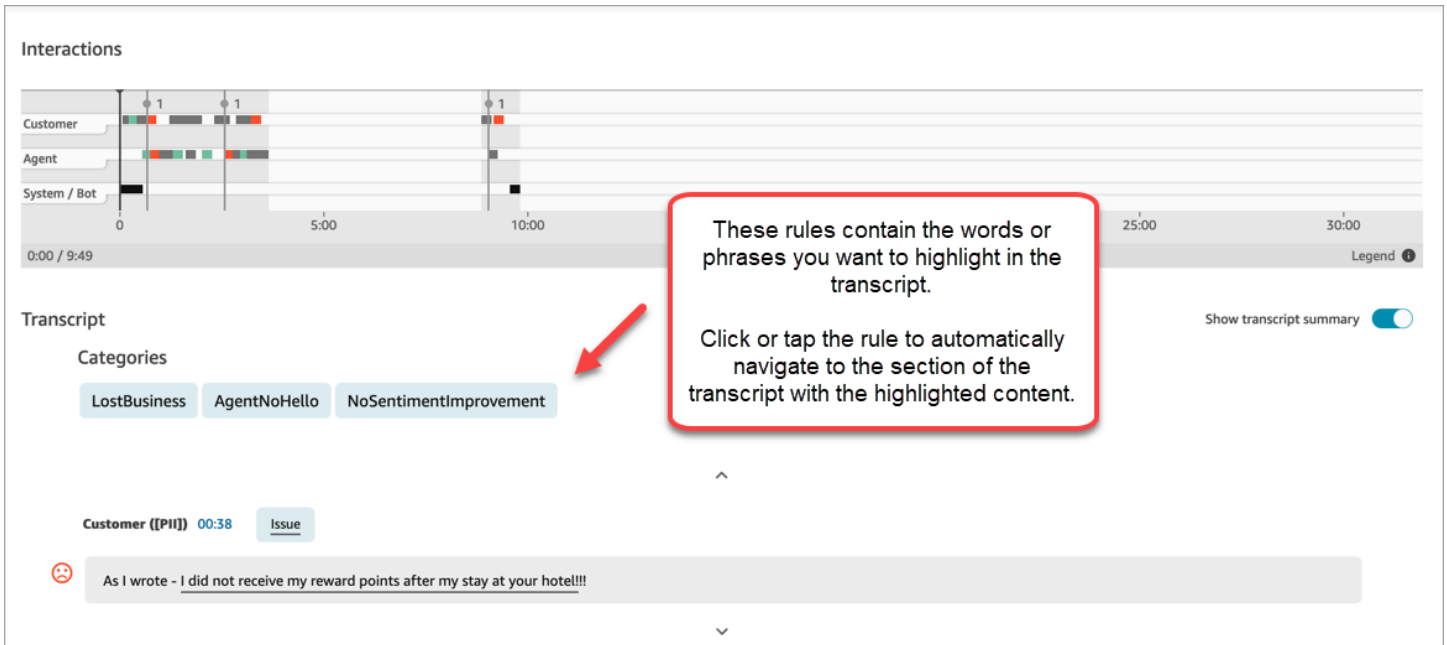 Interactions
1 1 1
Customer
Agent
System / Bot
0 5:00 10:00 25:00 30:00
0:00 / 9:49 Legend
These rules contain the words or
phrases you want to highlight in the
transcript.
Click or tap the rule to automatically
navigate to the section of the
transcript with the highlighted content.
Transcript
Show transcript summary
Categories
LostBusiness AgentNoHello NoSentimentImprovement
Customer ([PII]) 00:38 Issue
As I wrote - I did not receive my reward points after my stay at your hotel!!!